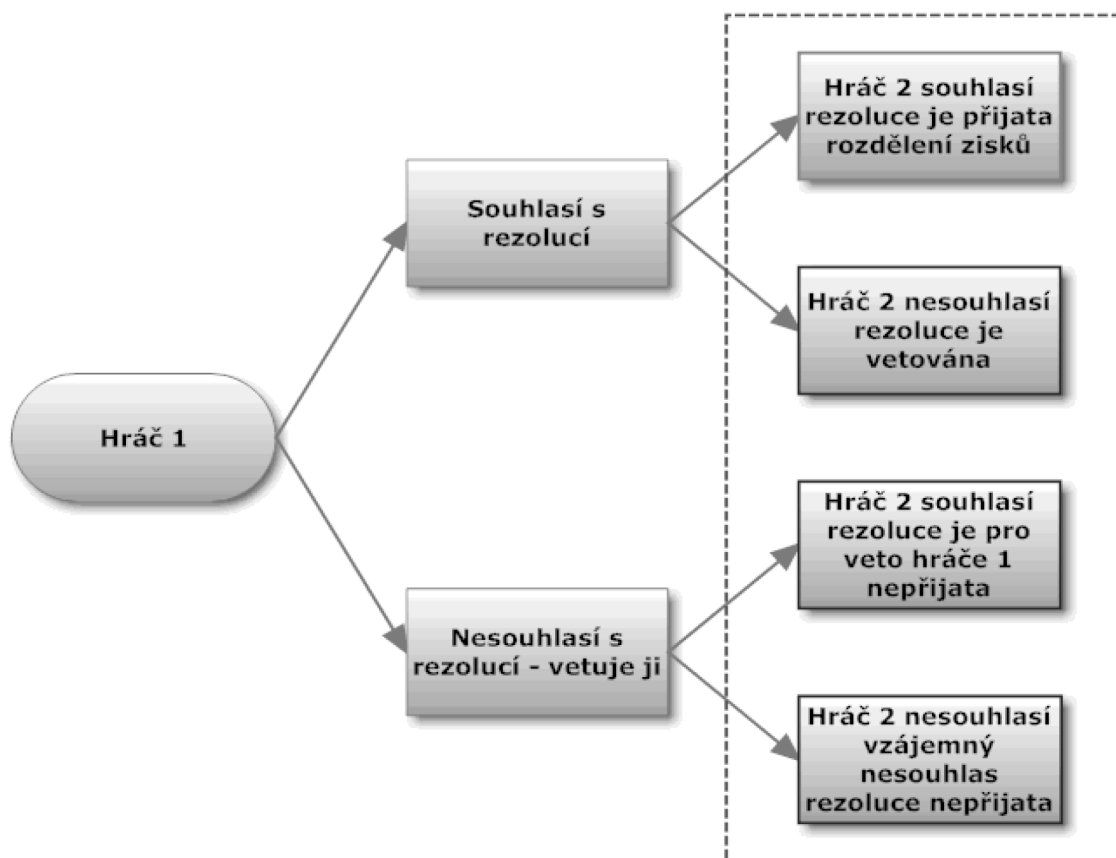 Hráč 1
Souhlasí s
rezolucí
Nesouhlasí s
rezolucí - vetuje ji
Hráč 2 souhlasí
rezoluce je přijata
rozdělení zisků
Hráč 2 nesouhlasí
rezoluce je
vetována
Hráč 2 souhlasí
rezoluce je pro
veto hráče 1
nepřijata
Hráč 2 nesouhlasí
vzájemný
nesouhlas
rezoluce nepřijata